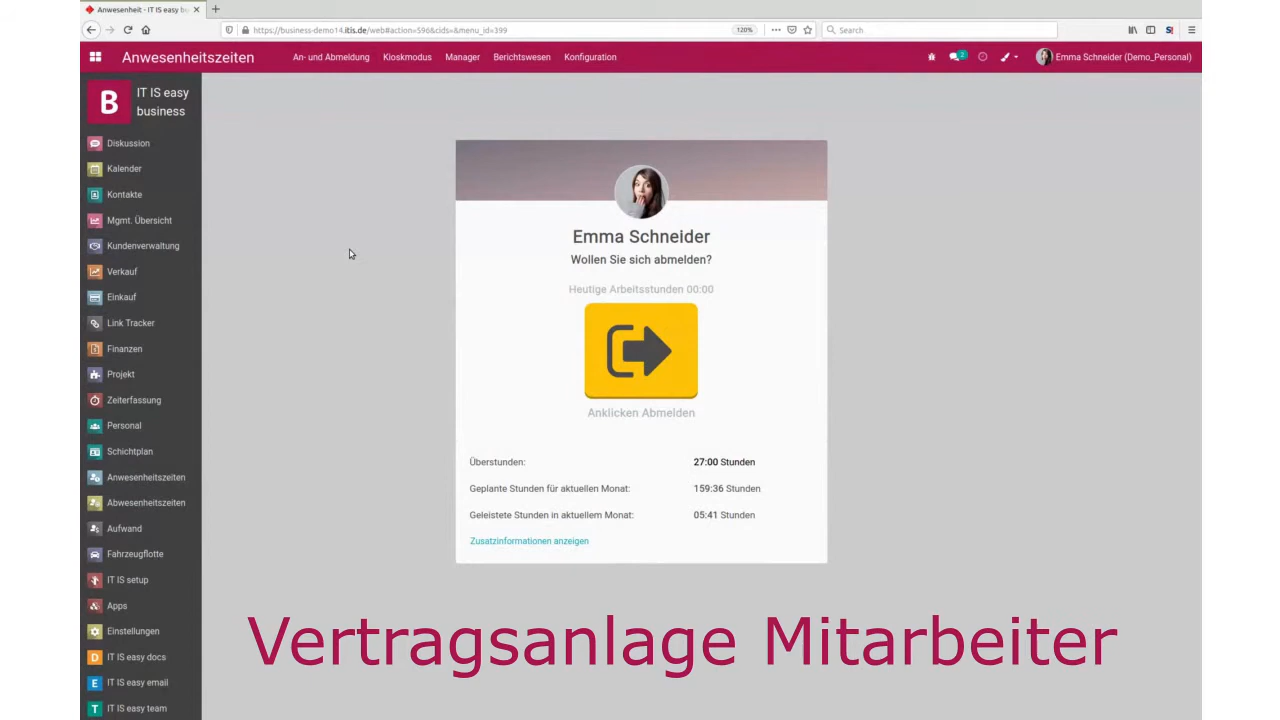 Anwesenheit - IT IS easy bu
https://business-demo14.itis.de/web#action=596&cids=&menu_id=399
120%
Search
Anwesenheitszeiten
An- und Abmeldung
Kioskmodus
Manager
Berichtswesen
Konfiguration
2
Emma Schneider (Demo_Personal)
B
IT IS easy
business
Diskussion
Kalender
Kontakte
Mgmt. Übersicht
Kundenverwaltung
Verkauf
Einkauf
Link Tracker
Finanzen
Projekt
Zeiterfassung
Personal
Schichtplan
Anwesenheitszeiten
Abwesenheitszeiten
Aufwand
Fahrzeugflotte
IT IS setup
Apps
Einstellungen
D IT IS easy docs
E IT IS easy email
T IT IS easy team
Emma Schneider
Wollen Sie sich abmelden?
Heutige Arbeitsstunden 00:00
Anklicken Abmelden
Überstunden: 27:00 Stunden
Geplante Stunden für aktuellen Monat: 159:36 Stunden
Geleistete Stunden in aktuellem Monat: 05:41 Stunden
Zusatzinformationen anzeigen
Vertragsanlage Mitarbeiter